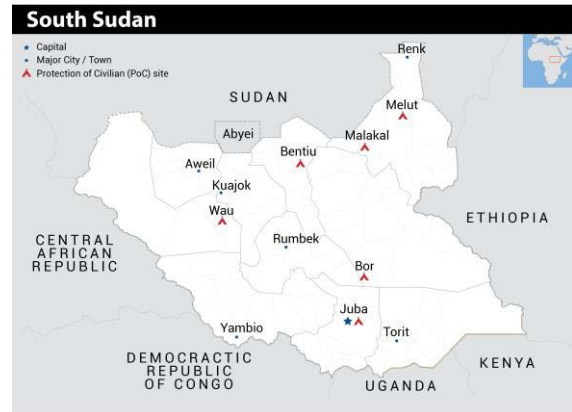 South Sudan
Capital
Major City / Town
Protection of Civilian (PoC) site
Renk
SUDAN
Melut
Abyei
Malakal
Bentiu
Aweil
Kuajok
Wau
ETHIOPIA
CENTRAL
AFRICAN
REPUBLIC
Rumbek
Bor
Juba
Yambio
Torit
DEMOCRACTIC
REPUBLIC
OF CONGO
KENYA
UGANDA